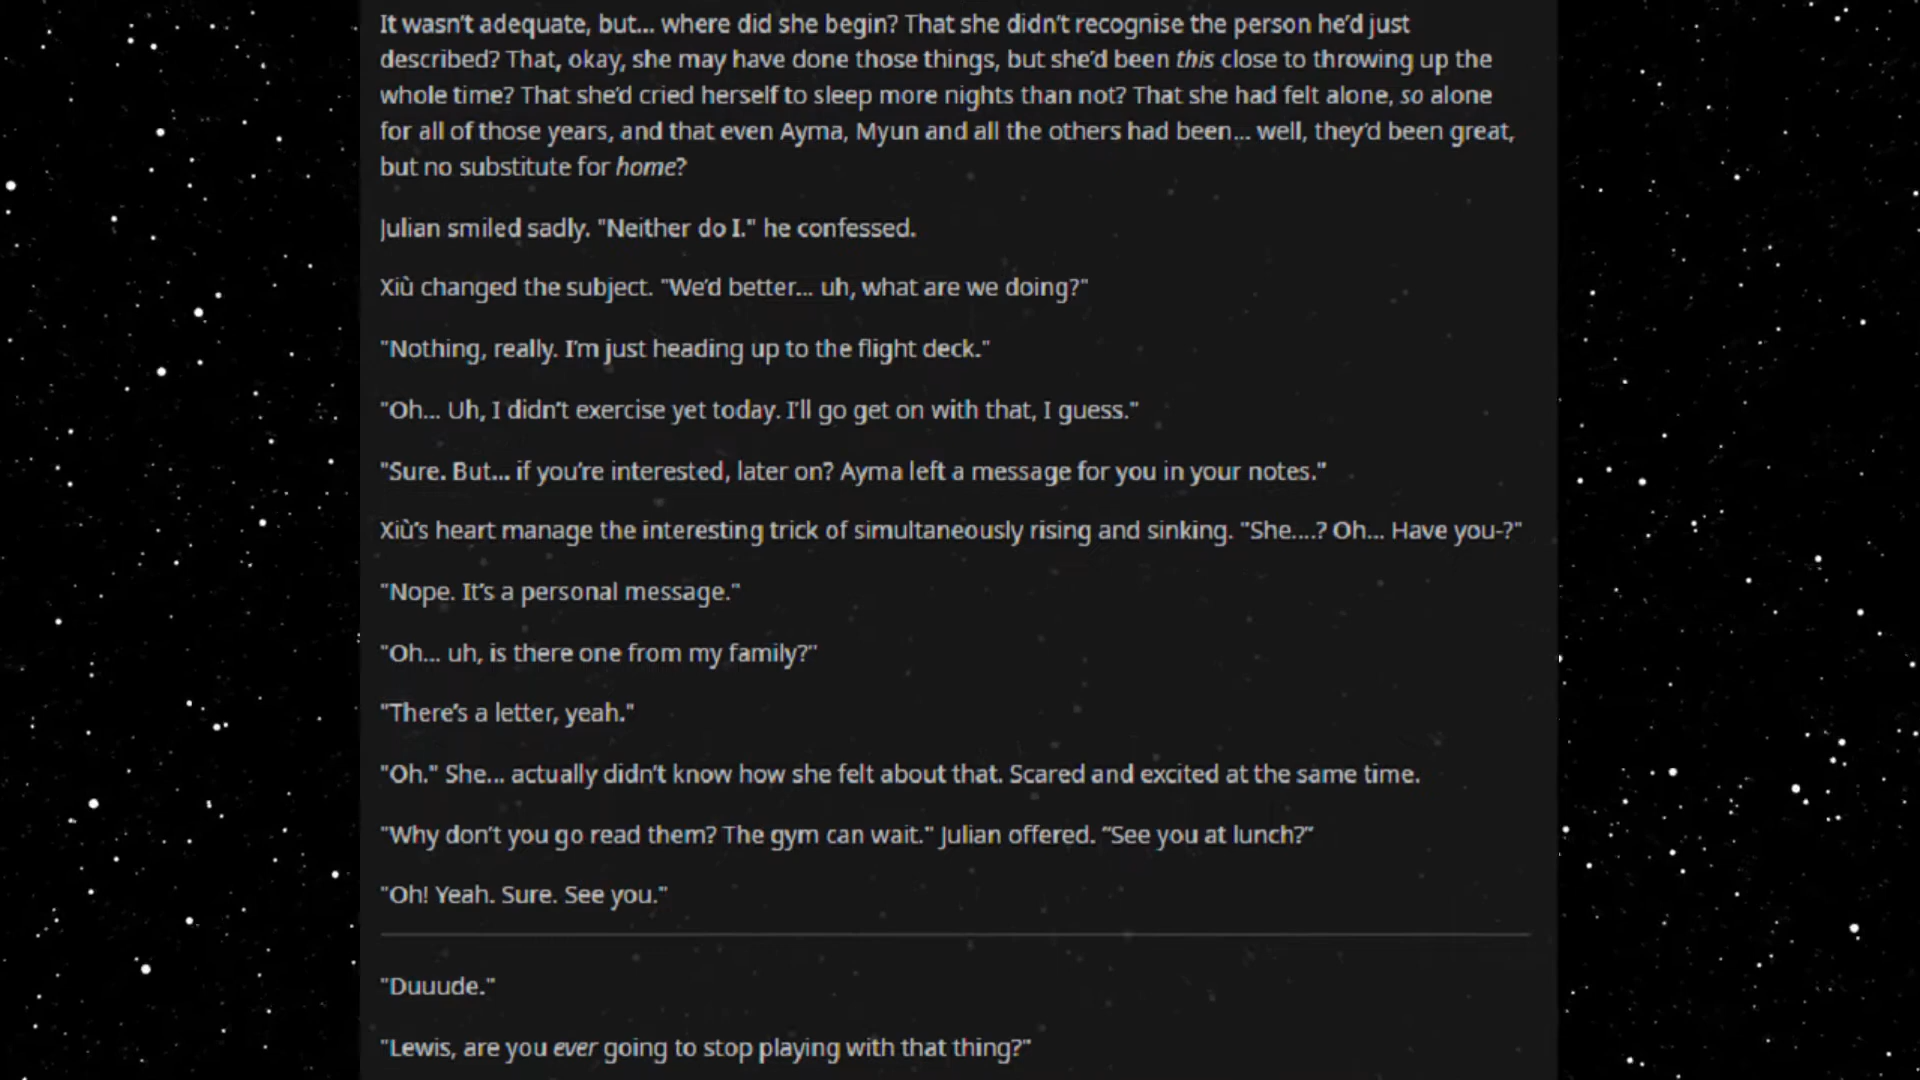 It wasn't adequate, but... where did she begin? That she didn't recognise the person he'd just
described? That, okay, she may have done those things, but she'd been this close to throwing up the
whole time? That she'd cried herself to sleep more nights than not? That she had felt alone, so alone
for all of those years, and that even Ayma, Myun and all the others had been... well, they'd been great,
but no substitute for home?
Julian smiled sadly. "Neither do I." he confessed.
Xiù changed the subject. "We'd better... uh, what are we doing?"
"Nothing, really. I'm just heading up to the flight deck."
"Oh... Uh, I didn't exercise yet today. I'll go get on with that, I guess."
"Sure. But... if you're interested, later on? Ayma left a message for you in your notes."
Xiù's heart manage the interesting trick of simultaneously rising and sinking. "She....? Oh... Have you-?"
"Nope. It's a personal message."
"Oh... uh, is there one from my family?"
"There's a letter, yeah."
"Oh." She... actually didn't know how she felt about that. Scared and excited at the same time.
"Why don't you go read them? The gym can wait." Julian offered. "See you at lunch?"
"Oh! Yeah. Sure. See you."
"Duuude."
"Lewis, are you ever going to stop playing with that thing?"